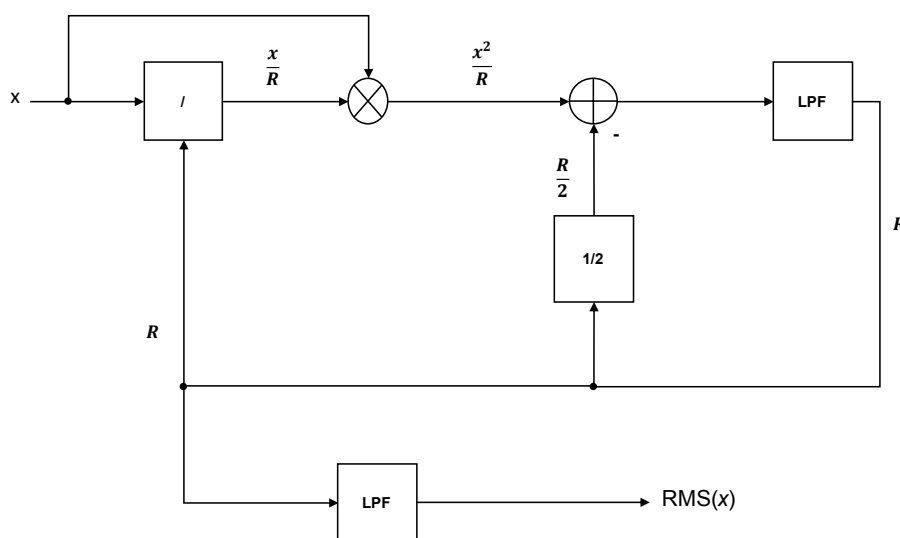 x
R
x²
R
X
/
LPF
-
R
2
R
1/2
R
LPF
RMS(x)